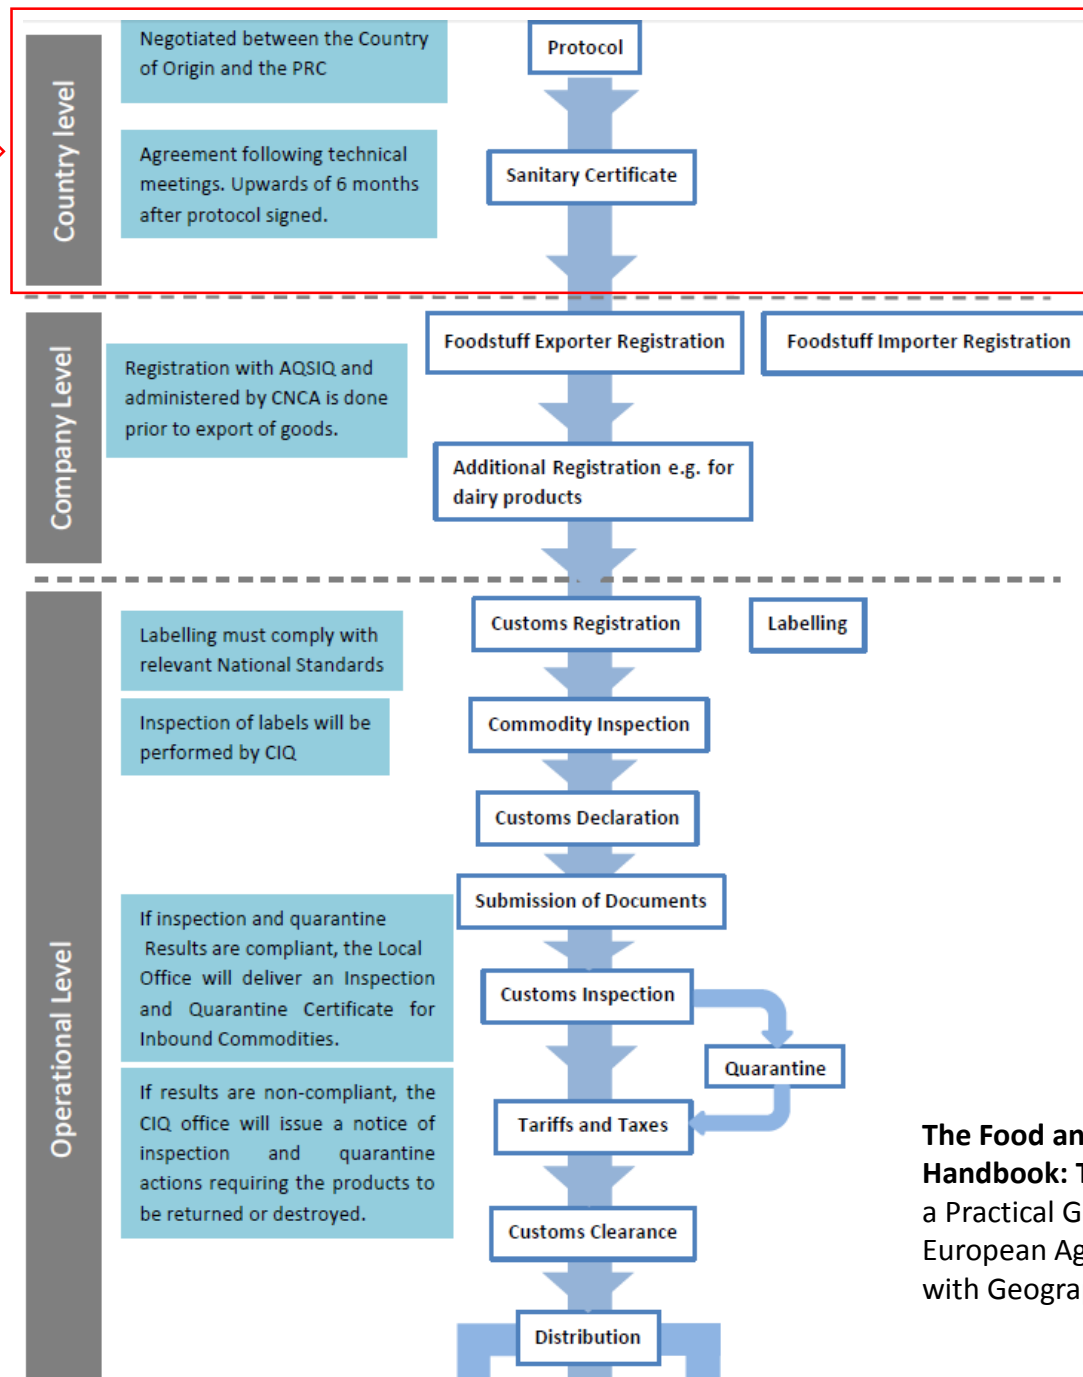 Country level
Negotiated between the Country
of Origin and the PRC
Protocol
Agreement following technical
meetings. Upwards of 6 months
after protocol signed.
Sanitary Certificate
Company Level
Foodstuff Exporter Registration
Foodstuff Importer Registration
Registration with AQSIQ and
administered by CNCA is done
prior to export of goods.
Additional Registration e.g. for
dairy products
Operational Level
Customs Registration
Labelling
Labelling must comply with
relevant National Standards
Inspection of labels will be
performed by CIQ
Commodity Inspection
Customs Declaration
Submission of Documents
If inspection and quarantine
Results are compliant, the Local
Office will deliver an Inspection
and Quarantine Certificate for
Inbound Commodities.
Customs Inspection
Quarantine
If results are non-compliant, the
CIQ office will issue a notice of
inspection and quarantine
actions requiring the products to
be returned or destroyed.
Tariffs and Taxes
Customs Clearance
Distribution
The Food an
Handbook: T
a Practical G
European Ag
with Geogra